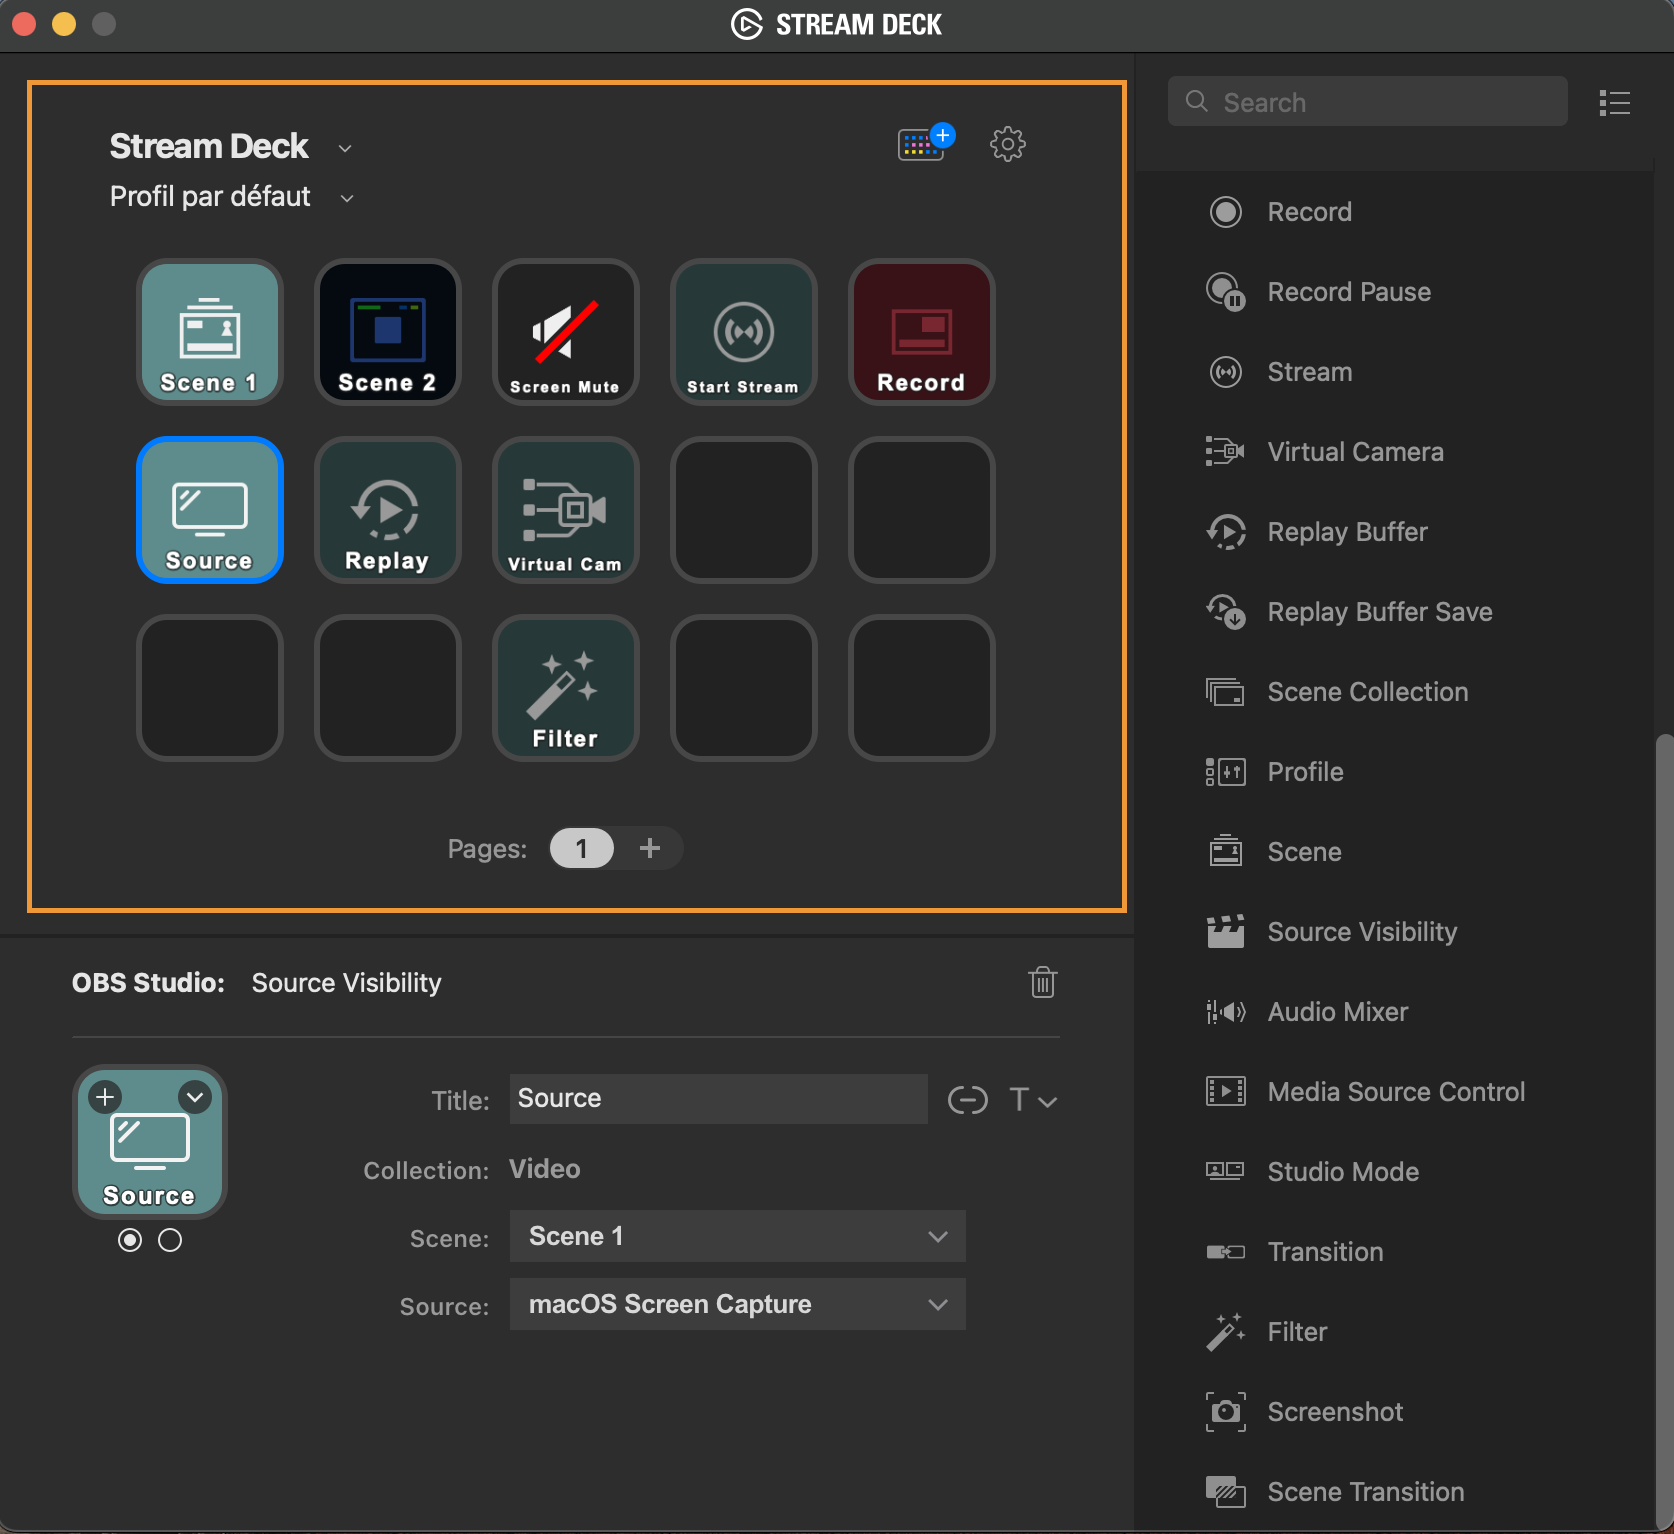 STREAM DECK
Stream Deck
Profil par défaut
Scene 1
Scene 2
Screen Mute
Start Stream
Record
Source
Replay
Virtual Cam
Filter
Pages: 1 +
OBS Studio: Source Visibility
Source
Title: Source T
Collection: Video
Scene: Scene 1
Source: macOS Screen Capture
Search
Record
Record Pause
Stream
Virtual Camera
Replay Buffer
Replay Buffer Save
Scene Collection
Profile
Scene
Source Visibility
Audio Mixer
Media Source Control
Studio Mode
Transition
Filter
Screenshot
Scene Transition